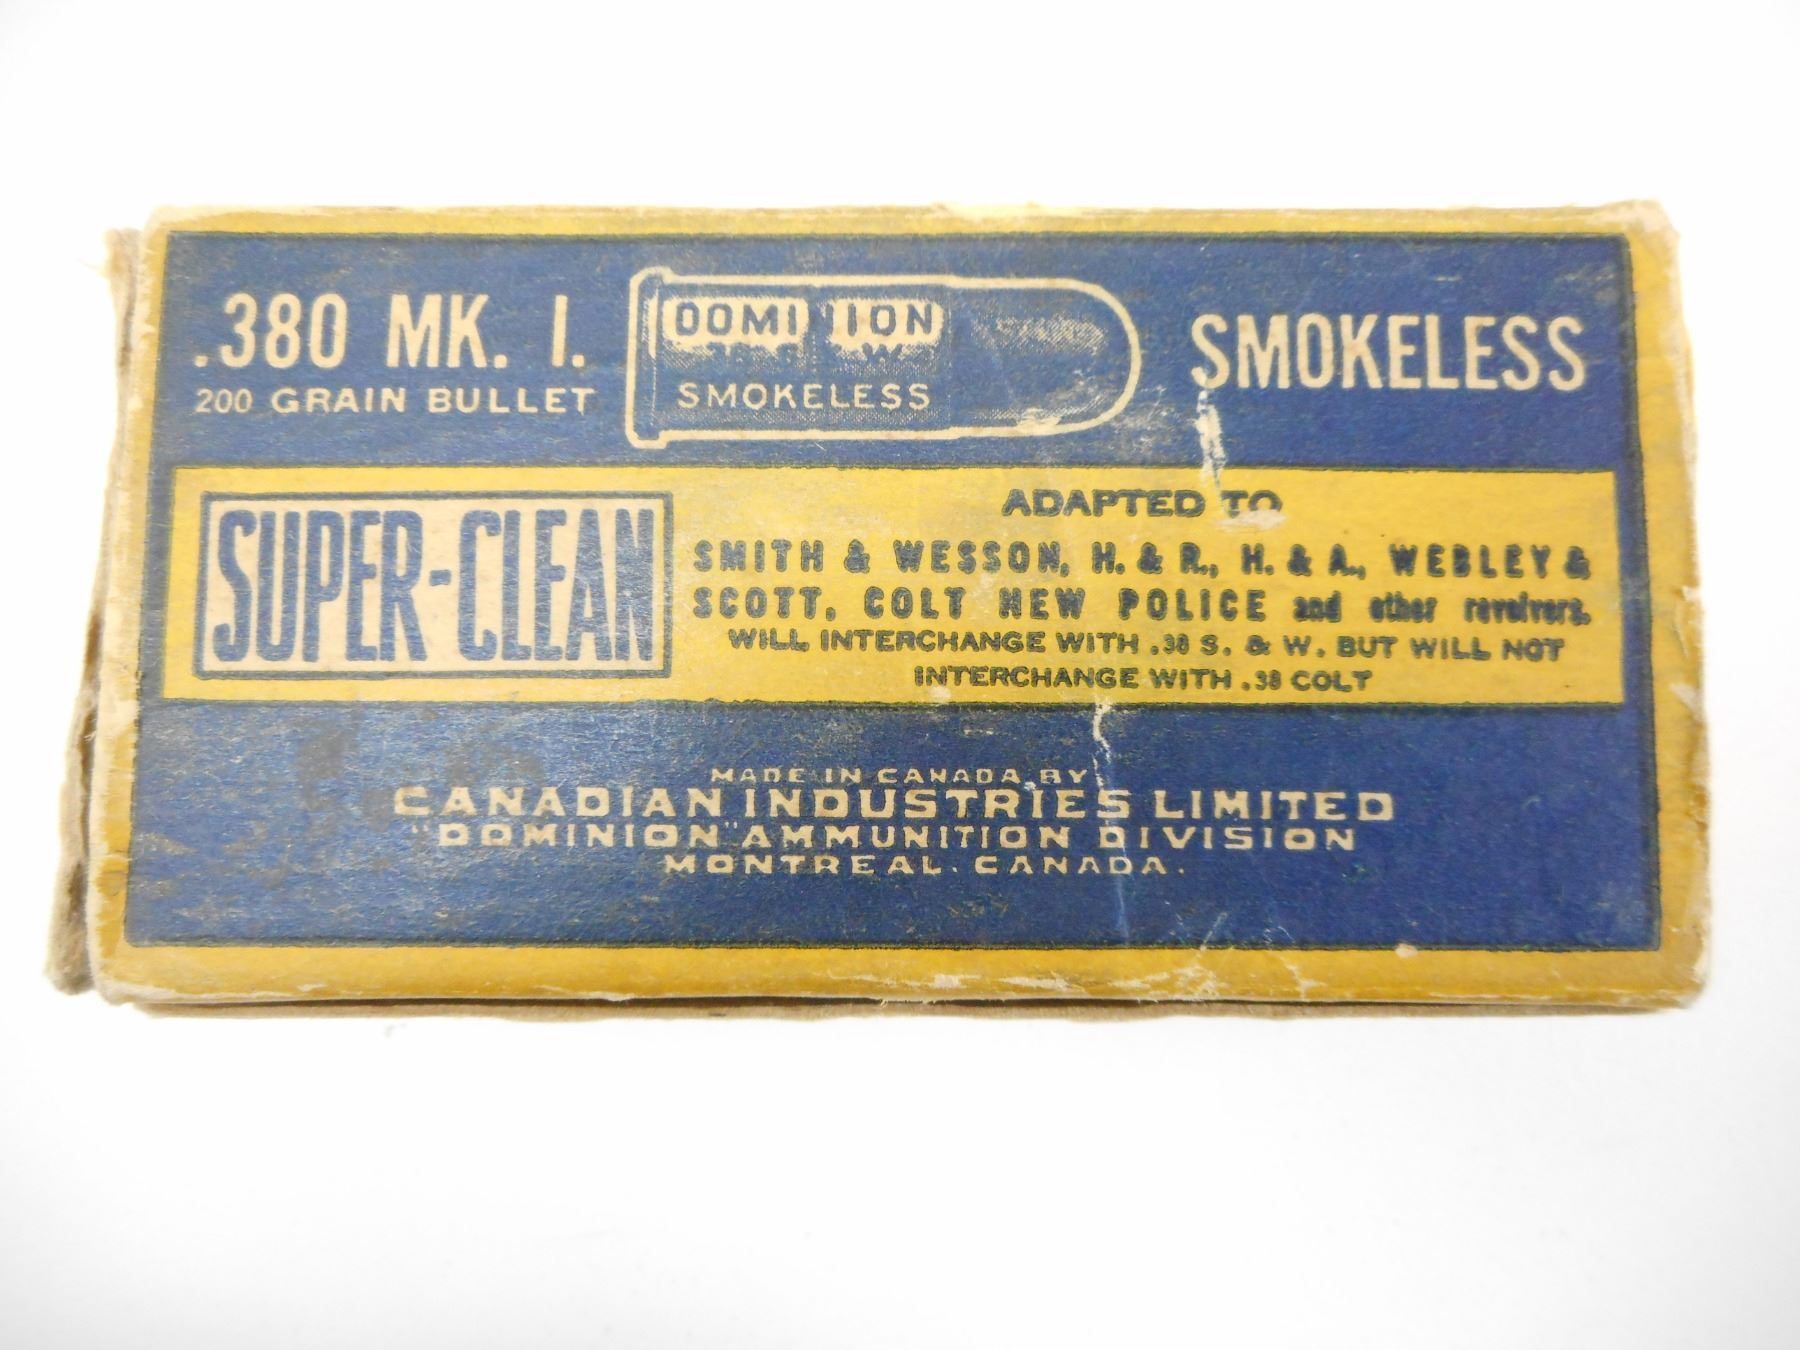 .380 MK. I.
200 GRAIN BULLET
DOMINION
SMOKELESS
SMOKELESS
SUPER-CLEAN
ADAPTED TO
SMITH & WESSON, H. & R., H. & A., WEBLEY &
SCOTT, COLT NEW POLICE and other revolvers.
WILL INTERCHANGE WITH .38 S. & W. BUT WILL NOT
INTERCHANGE WITH .38 COLT
MADE IN CANADA BY
CANADIAN INDUSTRIES LIMITED
"DOMINION" AMMUNITION DIVISION
MONTREAL. CANADA.